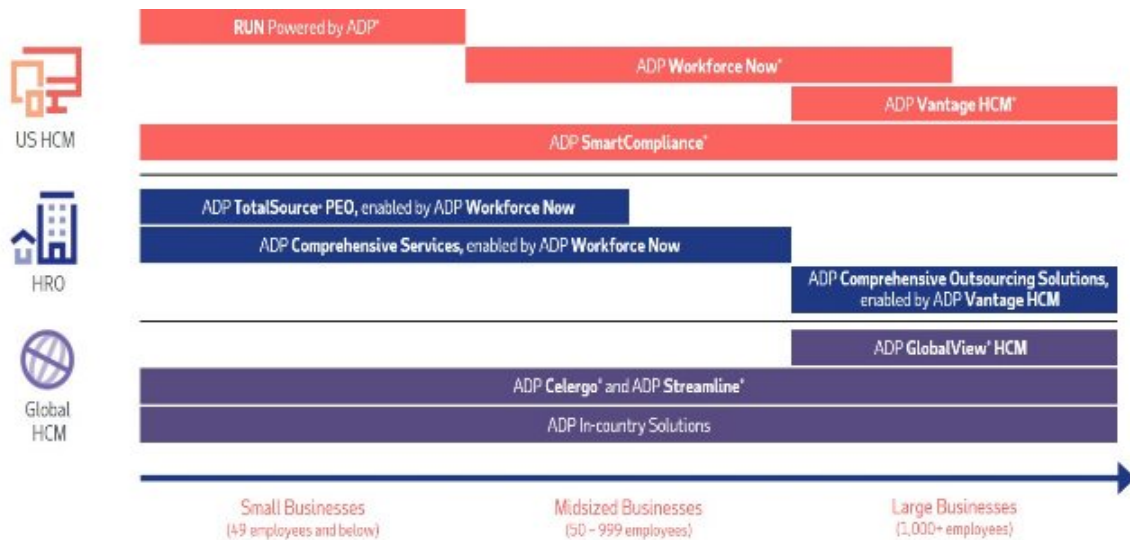 RUN Powered by ADP®
ADP Workforce Now®
ADP Vantage HCM®
US HCM
ADP SmartCompliance®
ADP TotalSource® PEO, enabled by ADP Workforce Now
ADP Comprehensive Services, enabled by ADP Workforce Now
HRO
ADP Comprehensive Outsourcing Solutions,
enabled by ADP Vantage HCM
ADP GlobalView® HCM
ADP Celergo® and ADP Streamline®
Global
HCM
ADP In-country Solutions
Small Businesses
(49 employees and below)
Midsized Businesses
(50 – 999 employees)
Large Businesses
(1,000+ employees)